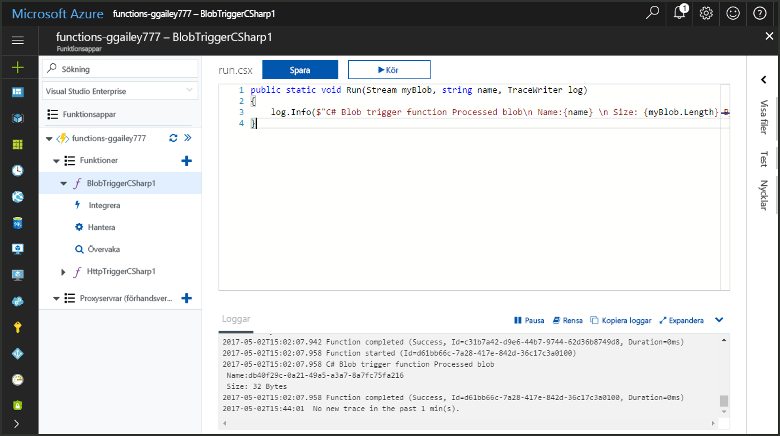 Microsoft Azure functions-ggailey777 – BlobTriggerCSharp1
1
functions-ggailey777 – BlobTriggerCSharp1
Funktionsappar
Sökning
Visual Studio Enterprise
Funktionsappar
functions-ggailey777
Funktioner
BlobTriggerCSharp1
Integrera
Hantera
Övervaka
HttpTriggerCSharp1
Proxyservrar (förhandsver...
run.csx
Spara
Kör
1 public static void Run(Stream myBlob, string name, TraceWriter log)
2 {
3 log.Info($"C# Blob trigger function Processed blob\n Name:{name} \n Size: {myBlob.Length} B
4 }
Visa filer
Test
Nycklar
Loggar
Pausa
Rensa
Kopiera loggar
Expandera
2017-05-02T15:02:07.942 Function completed (Success, Id=c31b7a42-d9e6-44b7-9744-62d36b8749d8, Duration=0ms)
2017-05-02T15:02:07.958 Function started (Id=d61bb66c-7a28-417e-842d-36c17c3a0100)
2017-05-02T15:02:07.958 C# Blob trigger function Processed blob
Name:db40f29c-0a21-49a5-a3a7-8a7fc75fa216
Size: 32 Bytes
2017-05-02T15:02:07.958 Function completed (Success, Id=d61bb66c-7a28-417e-842d-36c17c3a0100, Duration=0ms)
2017-05-02T15:44:01 No new trace in the past 1 min(s).